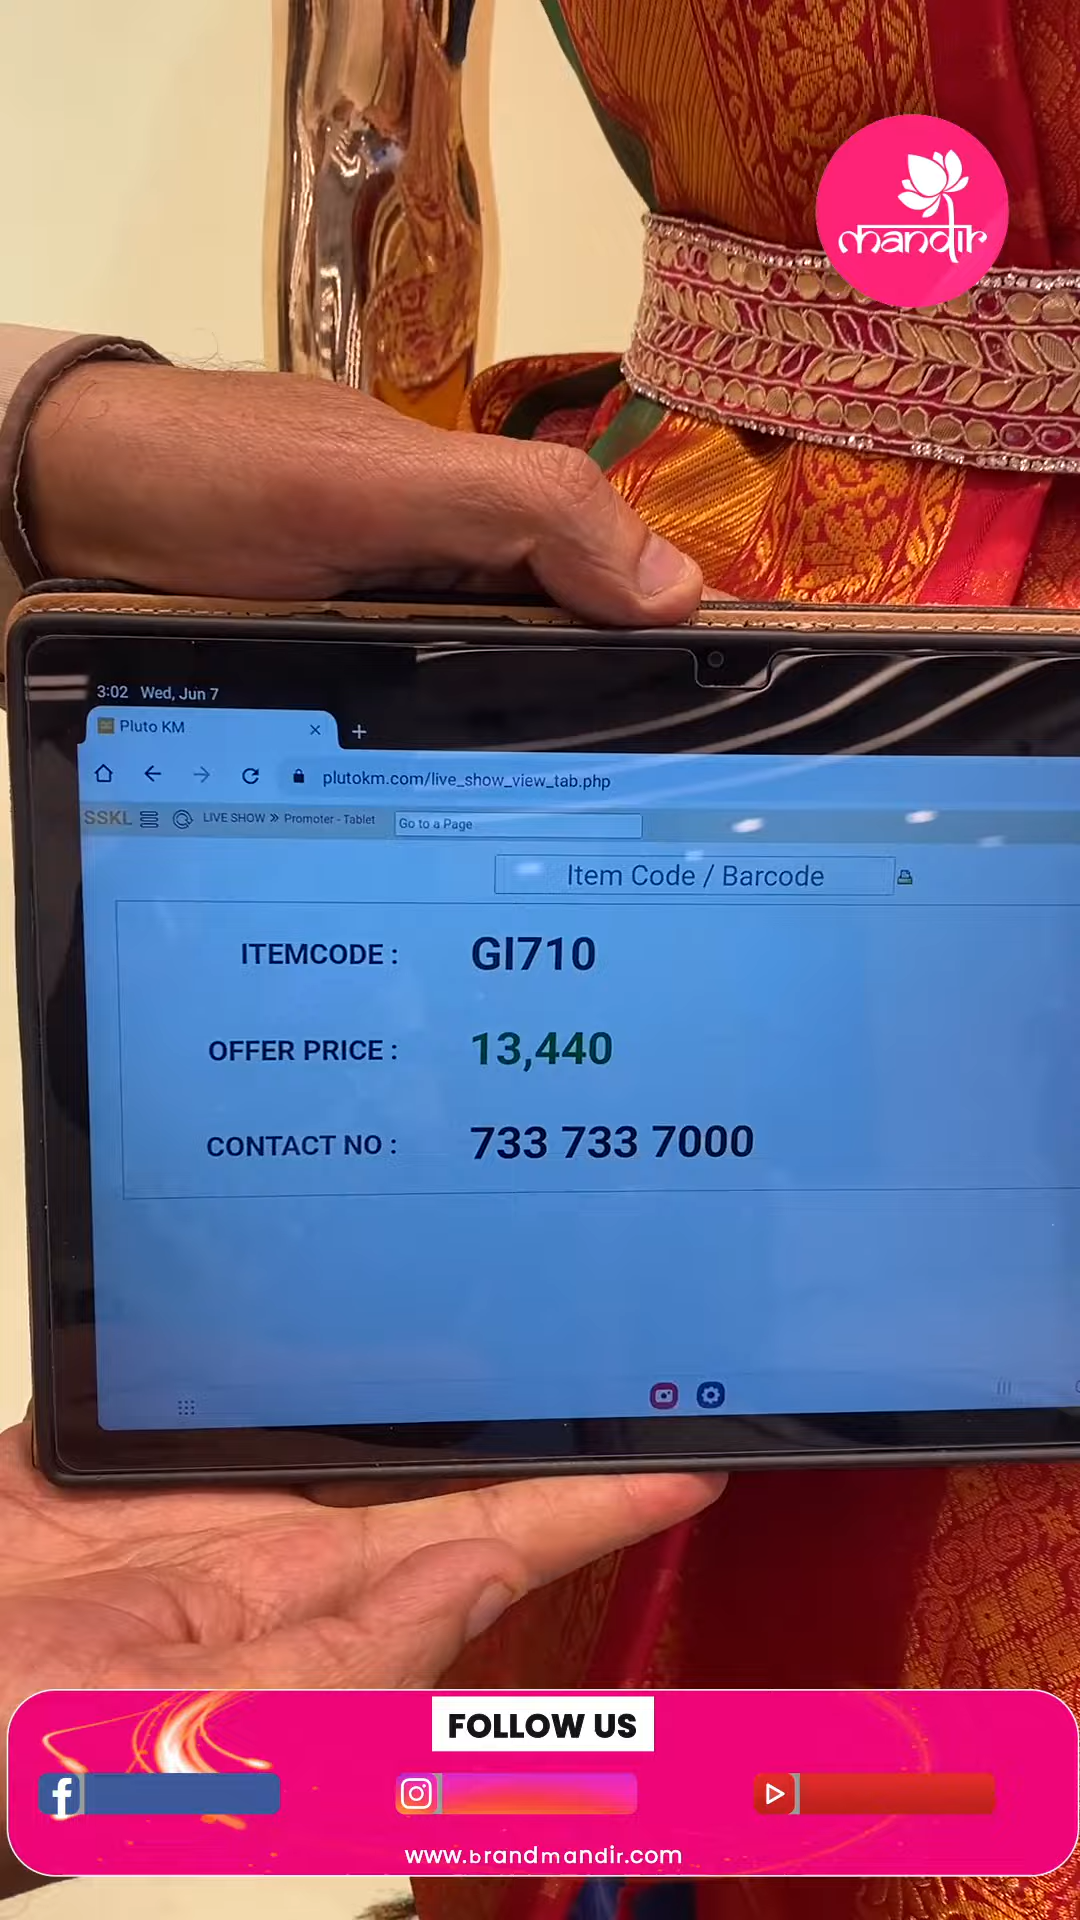 mandir
3:02 Wed, Jun 7
Pluto KM
plutokm.com/live_show_view_tab.php
SSKL LIVE SHOW » Promoter - Tablet Go to a Page
Item Code / Barcode
ITEMCODE : GI710
OFFER PRICE : 13,440
CONTACT NO : 733 733 7000
FOLLOW US
www.brandmandir.com